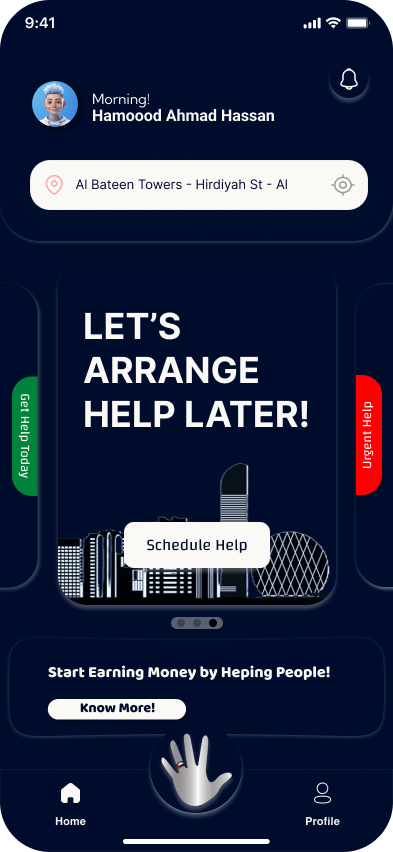 9:41
Morning!
Hamoood Ahmad Hassan
Al Bateen Towers - Hirdiyah St - Al
LET’S
ARRANGE
HELP LATER!
Get Help Today
Urgent Help
Schedule Help
Start Earning Money by Heping People!
Know More!
Home
Profile